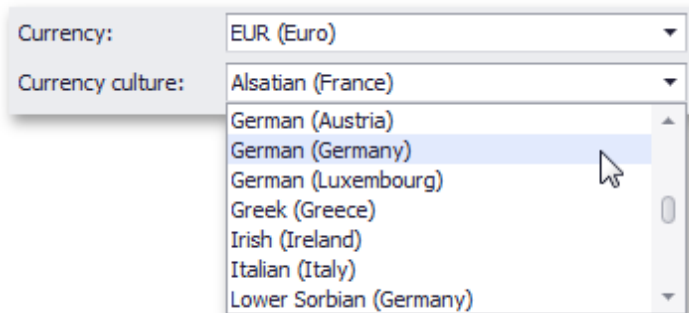 Currency: EUR (Euro)
Currency culture: Alsatian (France)
German (Austria)
German (Germany)
German (Luxembourg)
Greek (Greece)
Irish (Ireland)
Italian (Italy)
Lower Sorbian (Germany)